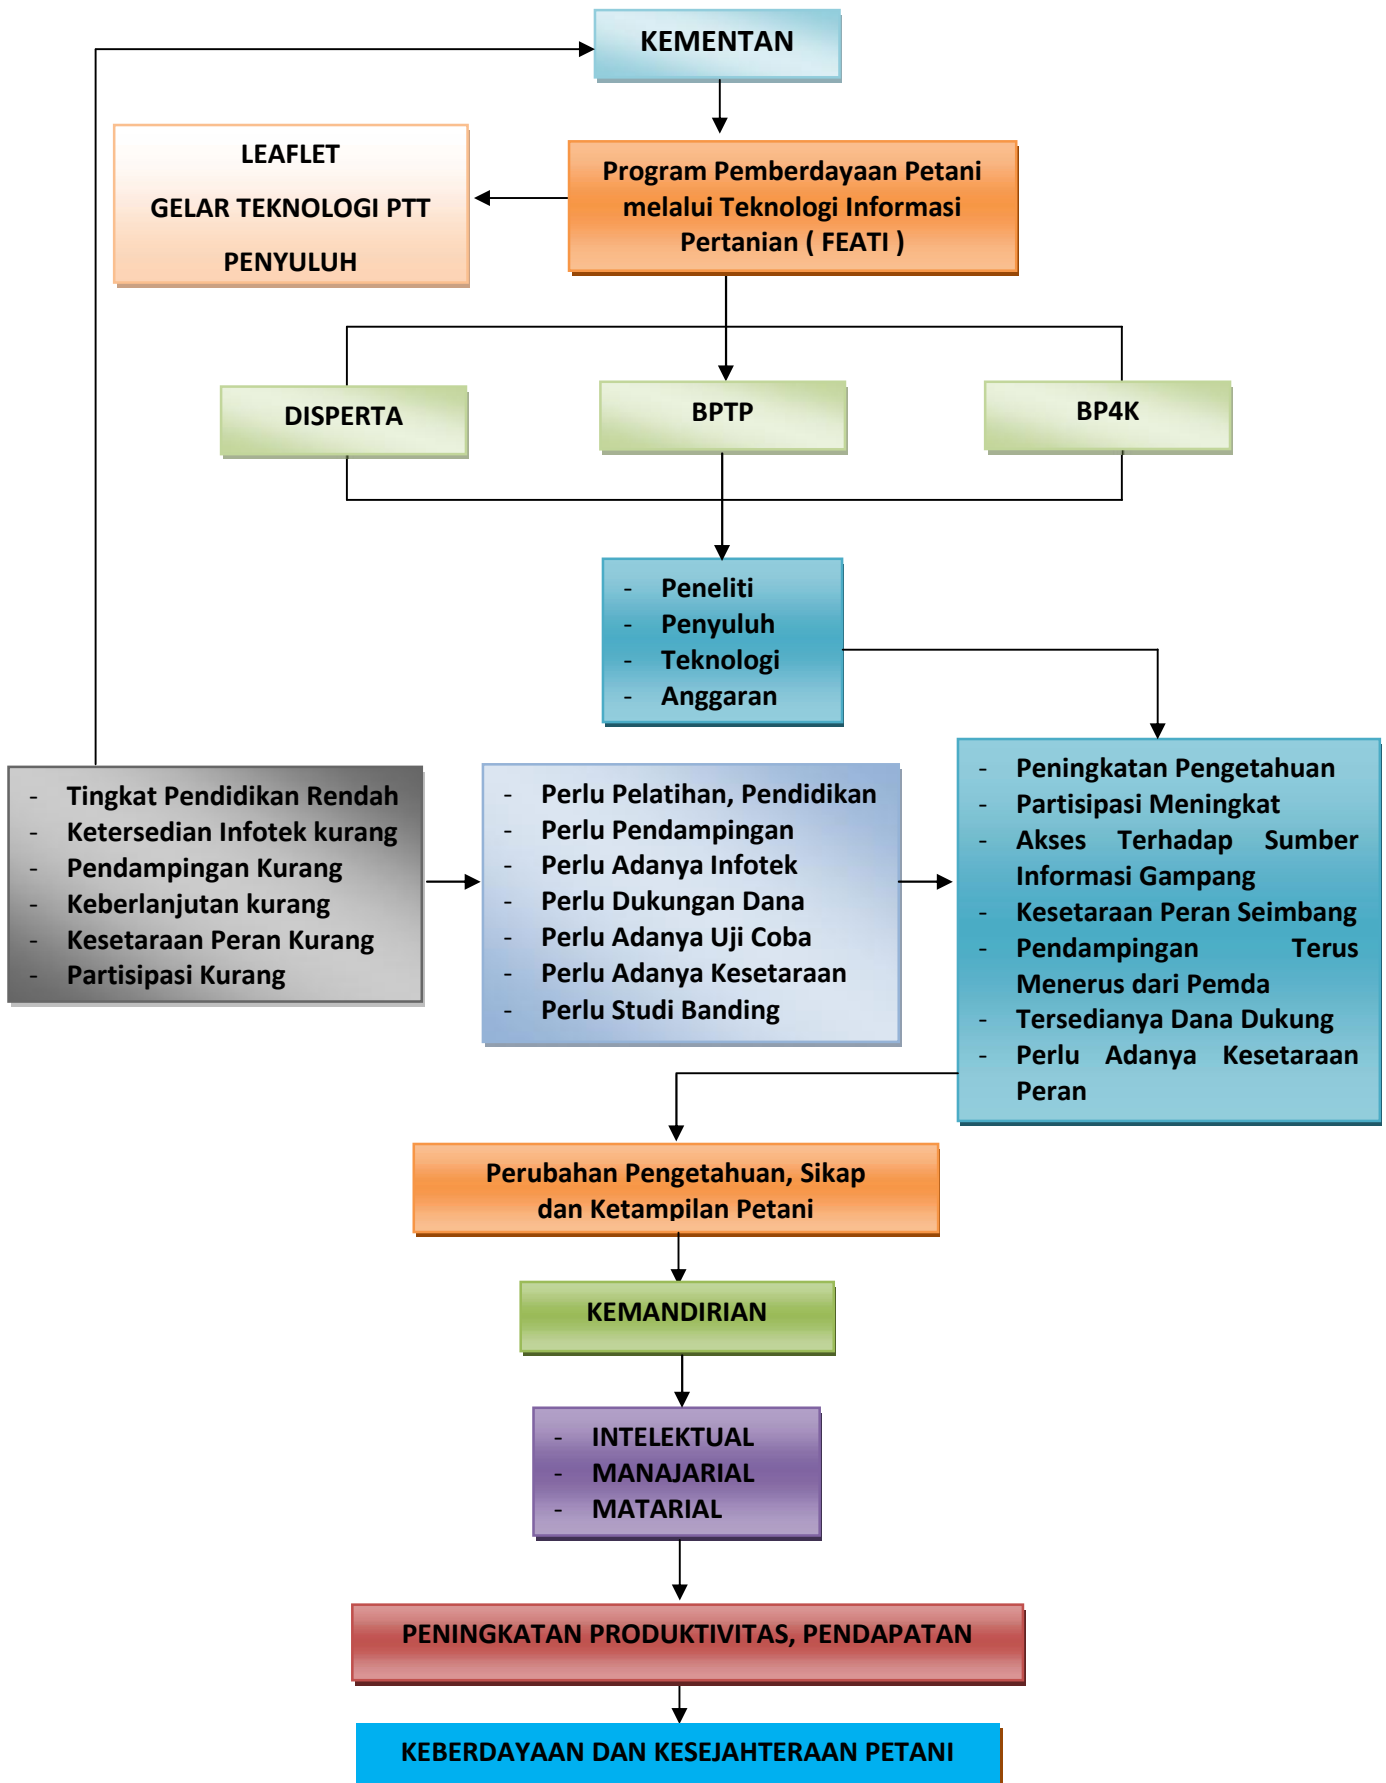 KEMENTAN
LEAFLET
GELAR TEKNOLOGI PTT
PENYULUH
Program Pemberdayaan Petani
melalui Teknologi Informasi
Pertanian ( FEATI )
DISPERTA
BPTP
BP4K
- Peneliti
- Penyuluh
- Teknologi
- Anggaran
- Tingkat Pendidikan Rendah
- Ketersedian Infotek kurang
- Pendampingan Kurang
- Keberlanjutan kurang
- Kesetaraan Peran Kurang
- Partisipasi Kurang
- Perlu Pelatihan, Pendidikan
- Perlu Pendampingan
- Perlu Adanya Infotek
- Perlu Dukungan Dana
- Perlu Adanya Uji Coba
- Perlu Adanya Kesetaraan
- Perlu Studi Banding
- Peningkatan Pengetahuan
- Partisipasi Meningkat
- Akses Terhadap Sumber
Informasi Gampang
- Kesetaraan Peran Seimbang
- Pendampingan Terus
Menerus dari Pemda
- Tersedianya Dana Dukung
- Perlu Adanya Kesetaraan
Peran
Perubahan Pengetahuan, Sikap
dan Ketampilan Petani
KEMANDIRIAN
- INTELEKTUAL
- MANAJARIAL
- MATARIAL
PENINGKATAN PRODUKTIVITAS, PENDAPATAN
KEBERDAYAAN DAN KESEJAHTERAAN PETANI